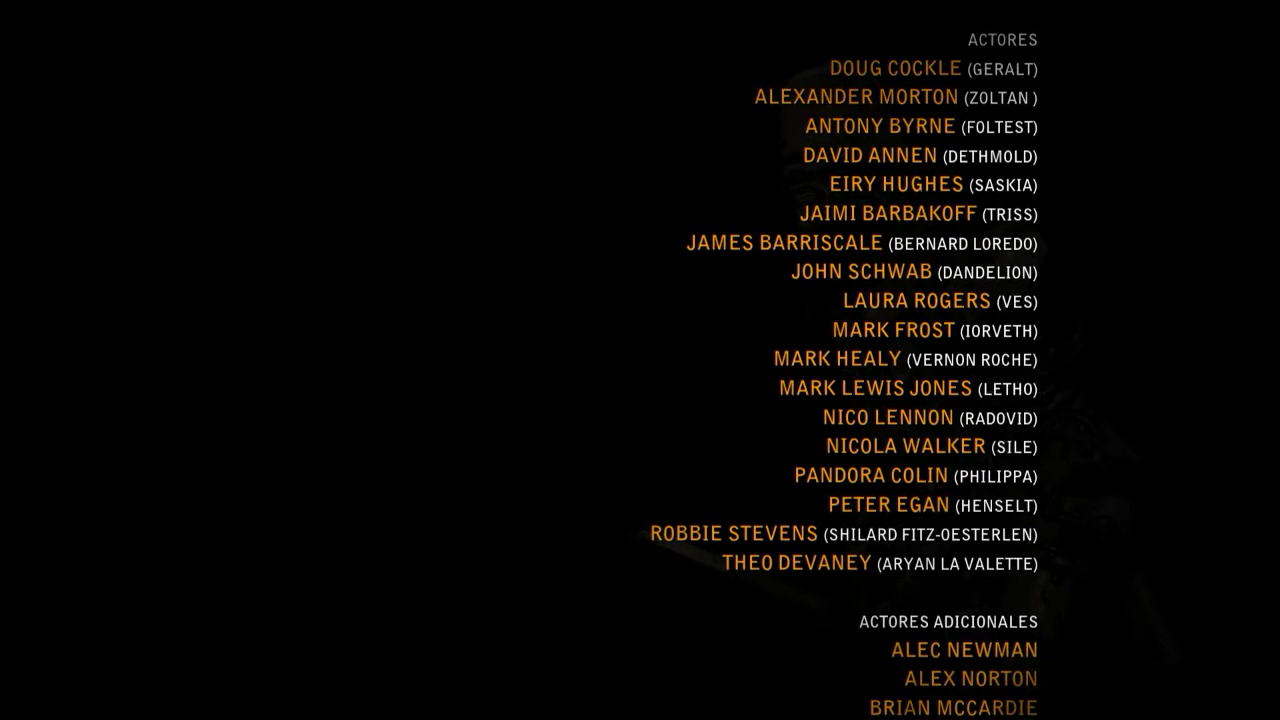 ACTORES
DOUG COCKLE (GERALT)
ALEXANDER MORTON (ZOLTAN )
ANTONY BYRNE (FOLTEST)
DAVID ANNEN (DETHMOLD)
EIRY HUGHES (SASKIA)
JAIMI BARBAKOFF (TRISS)
JAMES BARRISCALE (BERNARD LOREDO)
JOHN SCHWAB (DANDELION)
LAURA ROGERS (VES)
MARK FROST (IORVETH)
MARK HEALY (VERNON ROCHE)
MARK LEWIS JONES (LETHO)
NICO LENNON (RADOVID)
NICOLA WALKER (SILE)
PANDORA COLIN (PHILIPPA)
PETER EGAN (HENSELT)
ROBBIE STEVENS (SHILARD FITZ-OESTERLEN)
THEO DEVANEY (ARYAN LA VALETTE)
ACTORES ADICIONALES
ALEC NEWMAN
ALEX NORTON
BRIAN MCCARDIE